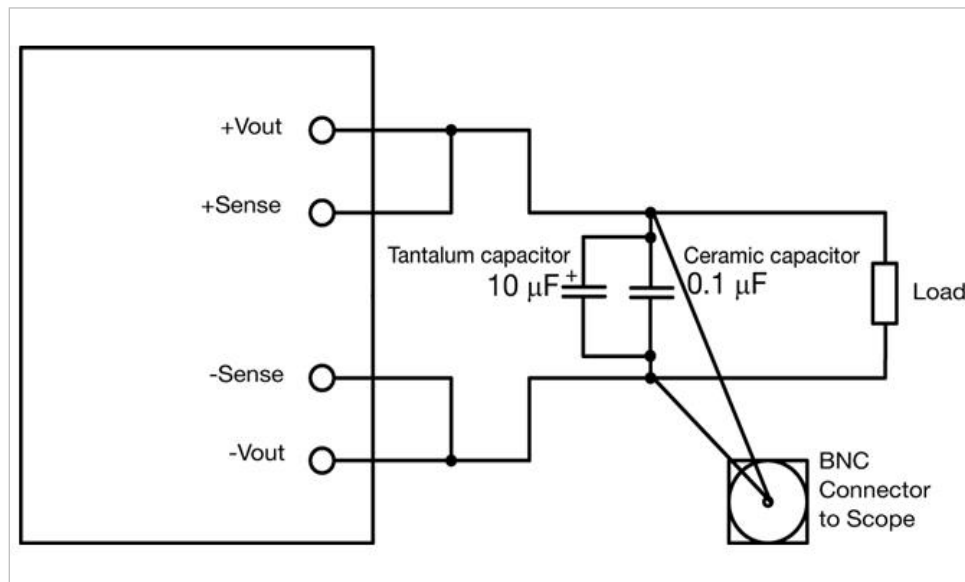 +Vout
+Sense
Tantalum capacitor
10 μF
+
Ceramic capacitor
0.1 μF
Load
-Sense
-Vout
BNC
Connector
to Scope